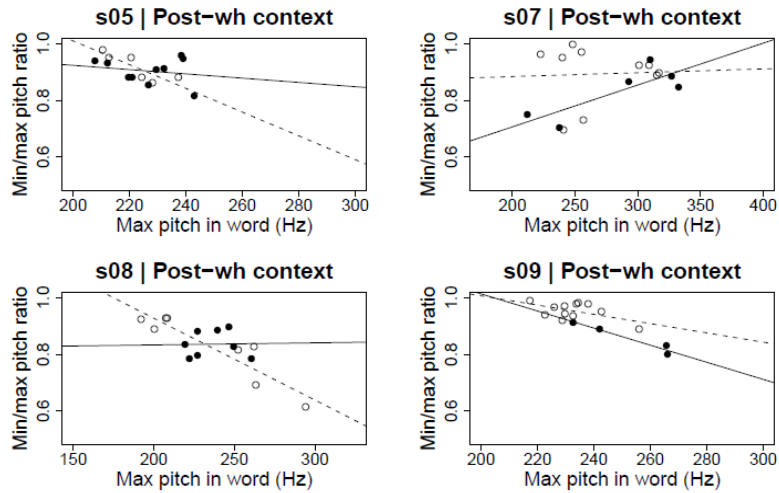 s05 | Post−wh context
Min/max pitch ratio
0.6 0.8 1.0
200 220 240 260 280 300
Max pitch in word (Hz)
s07 | Post−wh context
Min/max pitch ratio
0.6 0.8 1.0
200 250 300 350 400
Max pitch in word (Hz)
s08 | Post−wh context
Min/max pitch ratio
0.6 0.8 1.0
150 200 250 300
Max pitch in word (Hz)
s09 | Post−wh context
Min/max pitch ratio
0.6 0.8 1.0
200 220 240 260 280 300
Max pitch in word (Hz)